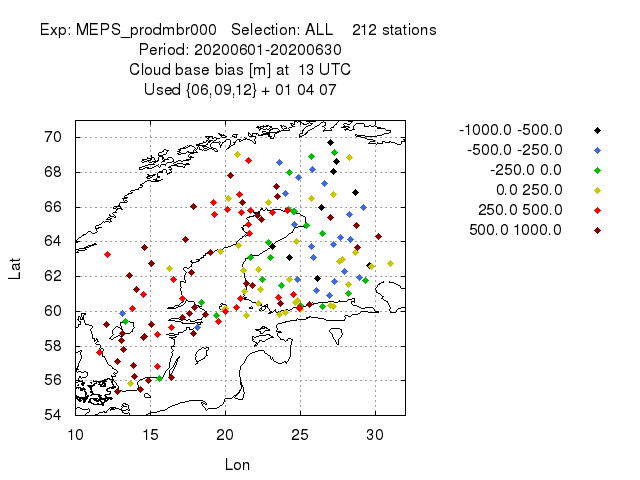 Exp: MEPS_prodmbr000   Selection: ALL    212 stations
Period: 20200601-20200630
Cloud base bias [m] at  13 UTC
Used {06,09,12} + 01 04 07
-1000.0 -500.0
-500.0 -250.0
-250.0 0.0
0.0 250.0
250.0 500.0
500.0 1000.0
Lat
70
68
66
64
62
60
58
56
54
10 15 20 25 30
Lon